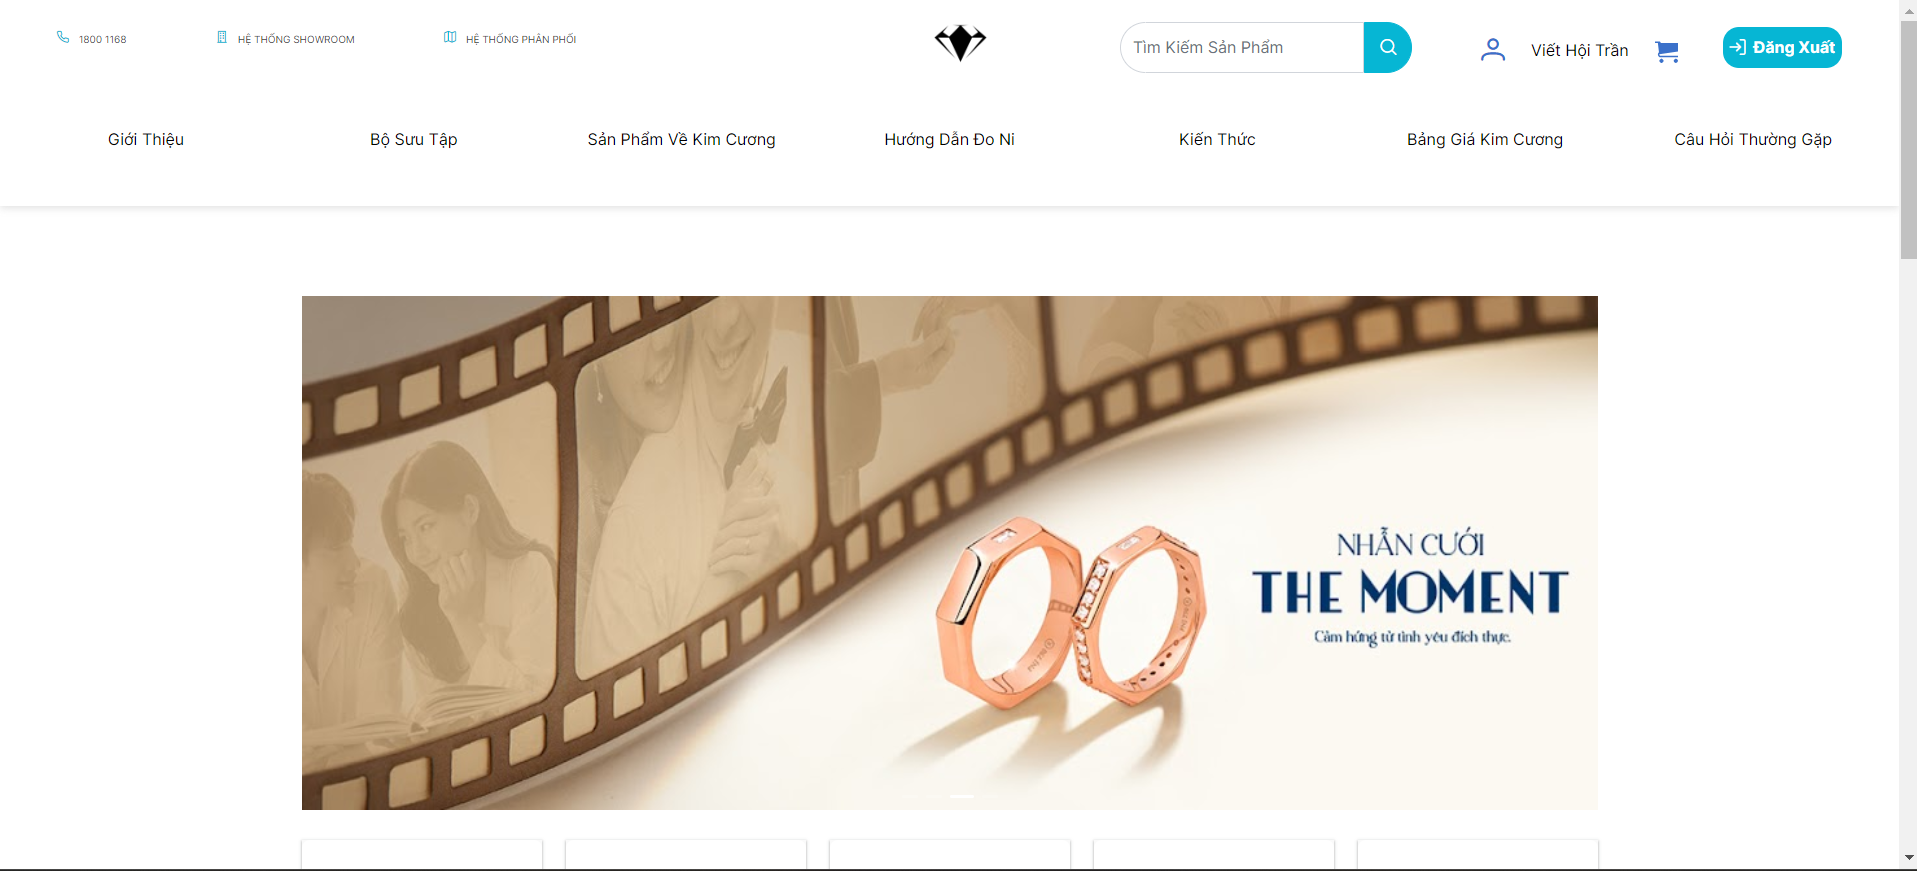 1800 1168
HỆ THỐNG SHOWROOM
HỆ THỐNG PHÂN PHỐI
Tìm Kiếm Sản Phẩm
Viết Hội Trần
Đăng Xuất
Giới Thiệu
Bộ Sưu Tập
Sản Phẩm Về Kim Cương
Hướng Dẫn Đo Ni
Kiến Thức
Bảng Giá Kim Cương
Câu Hỏi Thường Gặp
NHẪN CƯỚI
THE MOMENT
Cảm hứng từ tình yêu đích thực.